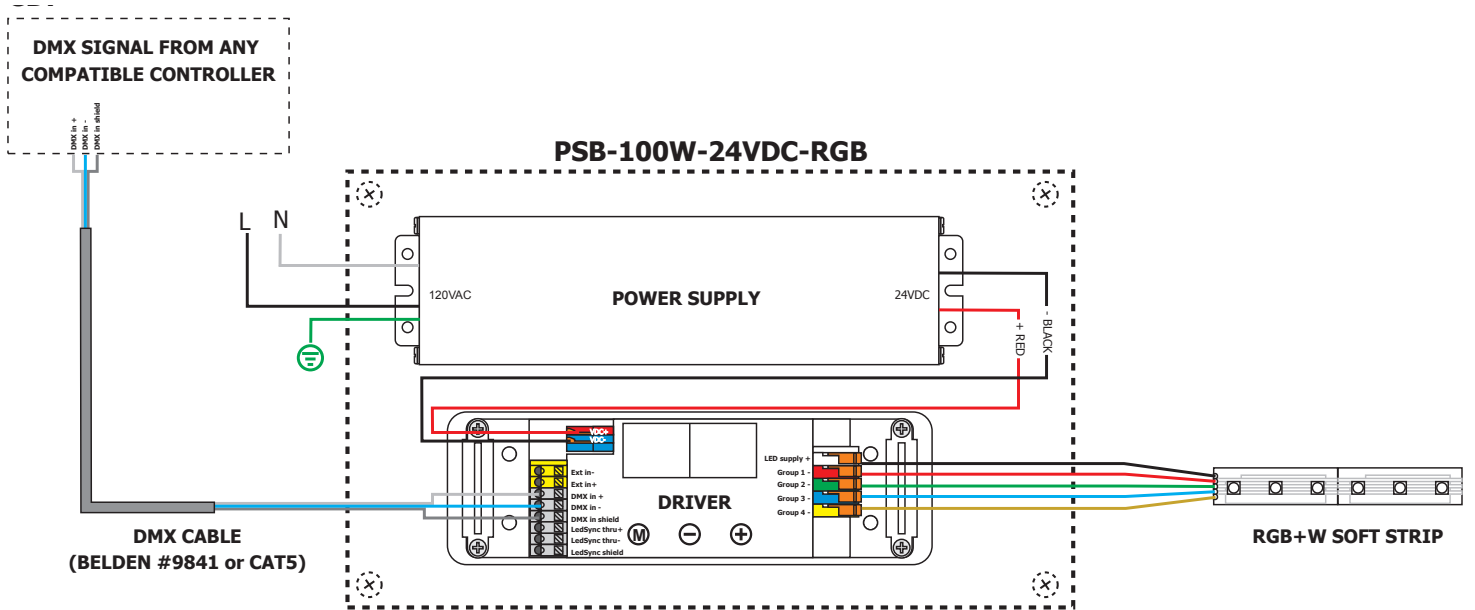 DMX SIGNAL FROM ANY
COMPATIBLE CONTROLLER
DMX in +
DMX in -
DMX in shield
PSB-100W-24VDC-RGB
L
N
120VAC
POWER SUPPLY
24VDC
- BLACK
+ RED
VDC+
VDC-
Ext in-
Ext in+
DMX in +
DMX in -
DMX in shield
LedSync thru+
LedSync thru-
LedSync shield
DRIVER
M
LED supply +
Group 1 -
Group 2 -
Group 3 -
Group 4 -
DMX CABLE
(BELDEN #9841 or CAT5)
RGB+W SOFT STRIP